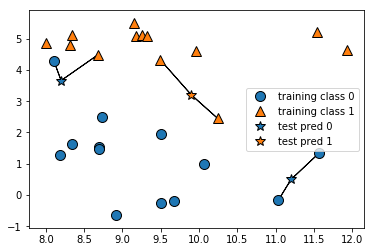 5
4
3
2
1
0
−1
training class 0
training class 1
test pred 0
test pred 1
8.0 8.5 9.0 9.5 10.0 10.5 11.0 11.5 12.0